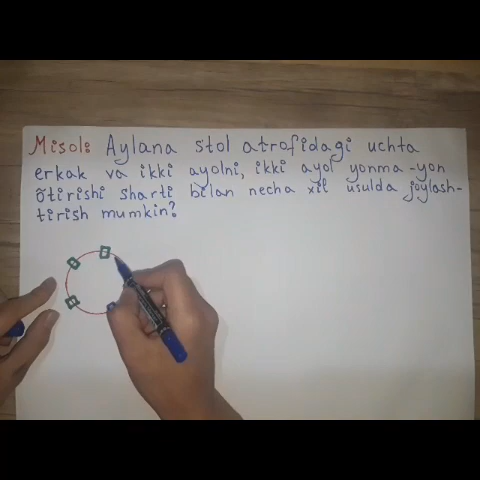 Misol: Aylana stol atrofidagi uchta
erkak va ikki ayolni, ikki ayol yonma-yon
õtirishi sharti bilan necha xil usulda joylash-
tirish mumkin?